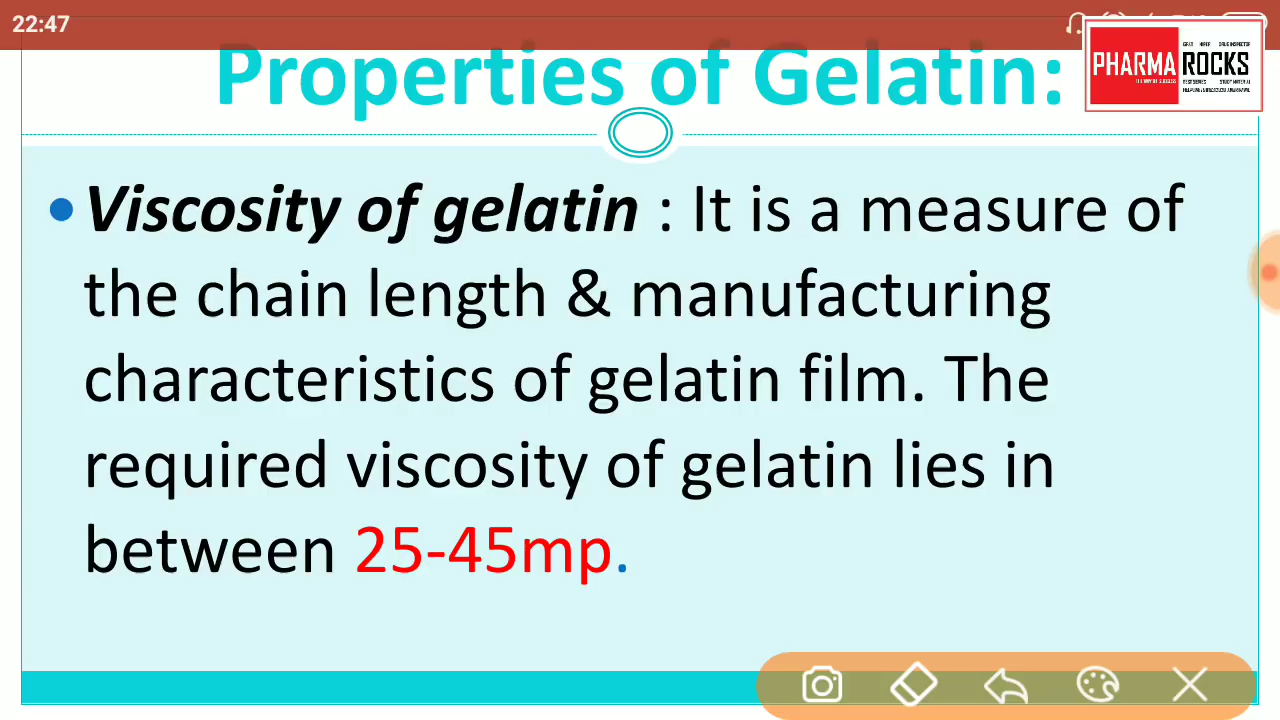 22:47
Properties of Gelatin:
PHARMA ROCKS
• Viscosity of gelatin : It is a measure of
the chain length & manufacturing
characteristics of gelatin film. The
required viscosity of gelatin lies in
between 25-45mp.